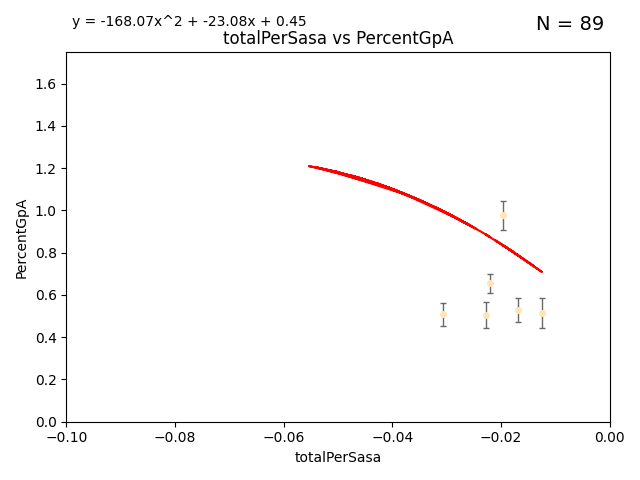 y = -168.07x^2 + -23.08x + 0.45
N = 89
totalPerSasa vs PercentGpA
PercentGpA
1.6
1.4
1.2
1.0
0.8
0.6
0.4
0.2
0.0
−0.10 −0.08 −0.06 −0.04 −0.02 0.00
totalPerSasa